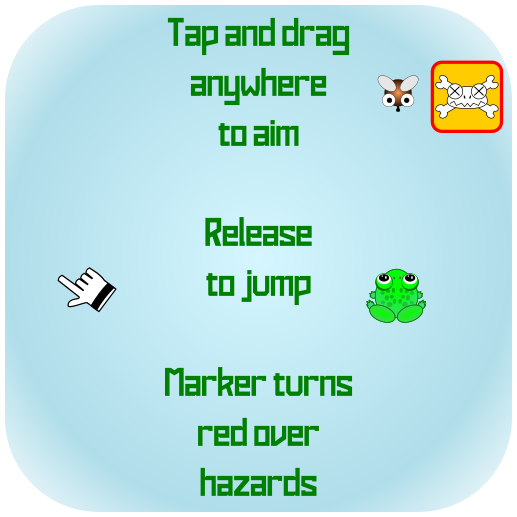 Tap and drag
anywhere
to aim
Release
to jump
Marker turns
red over
hazards